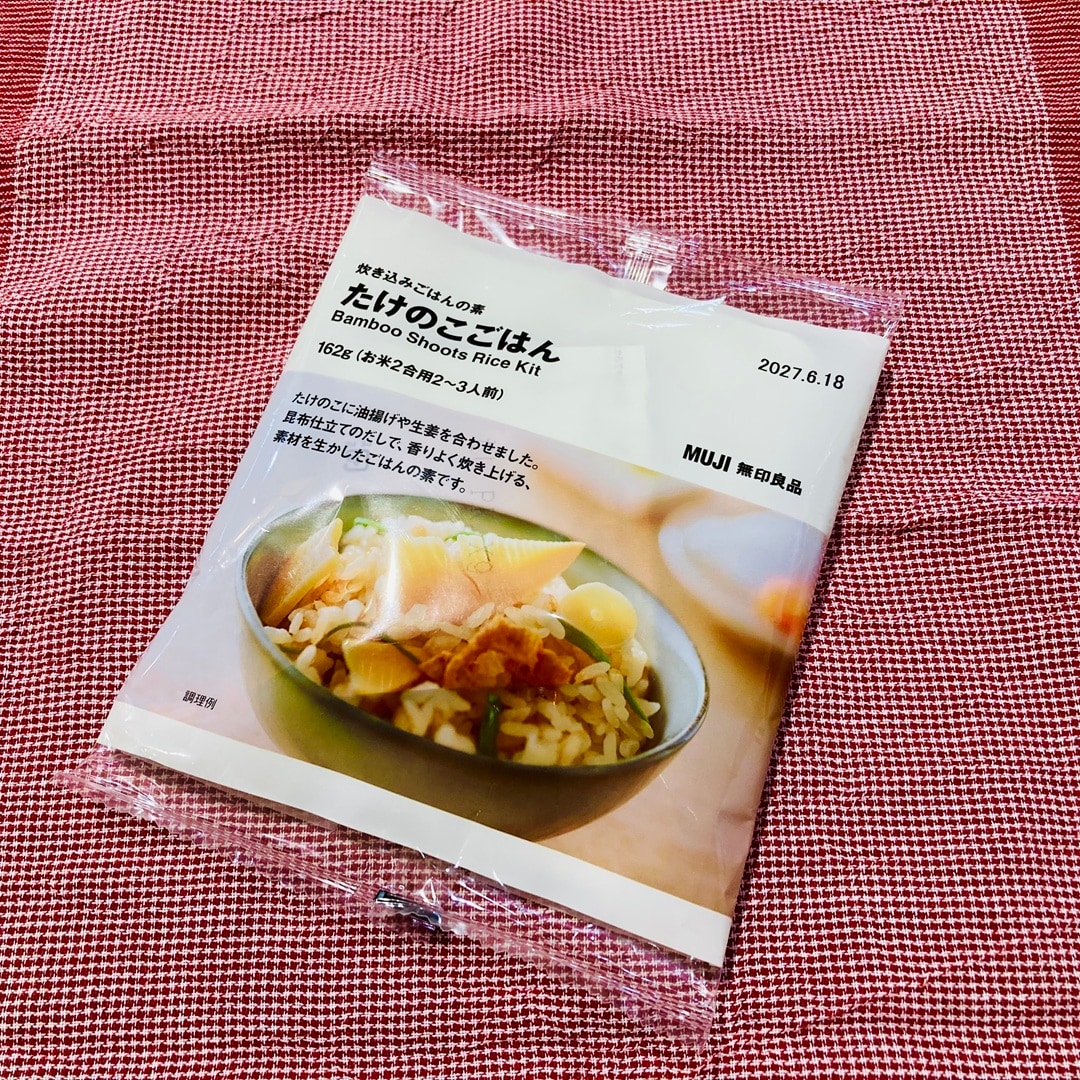 炊き込みごはんの素
たけのこごはん
Bamboo Shoots Rice Kit
162g (お米2合用2～3人前)
2027.6.18
たけのこに油揚げや生姜を合わせました。
昆布仕立てのだしで、香りよく炊き上げる、
素材を生かしたごはんの素です。
MUJI 無印良品
調理例